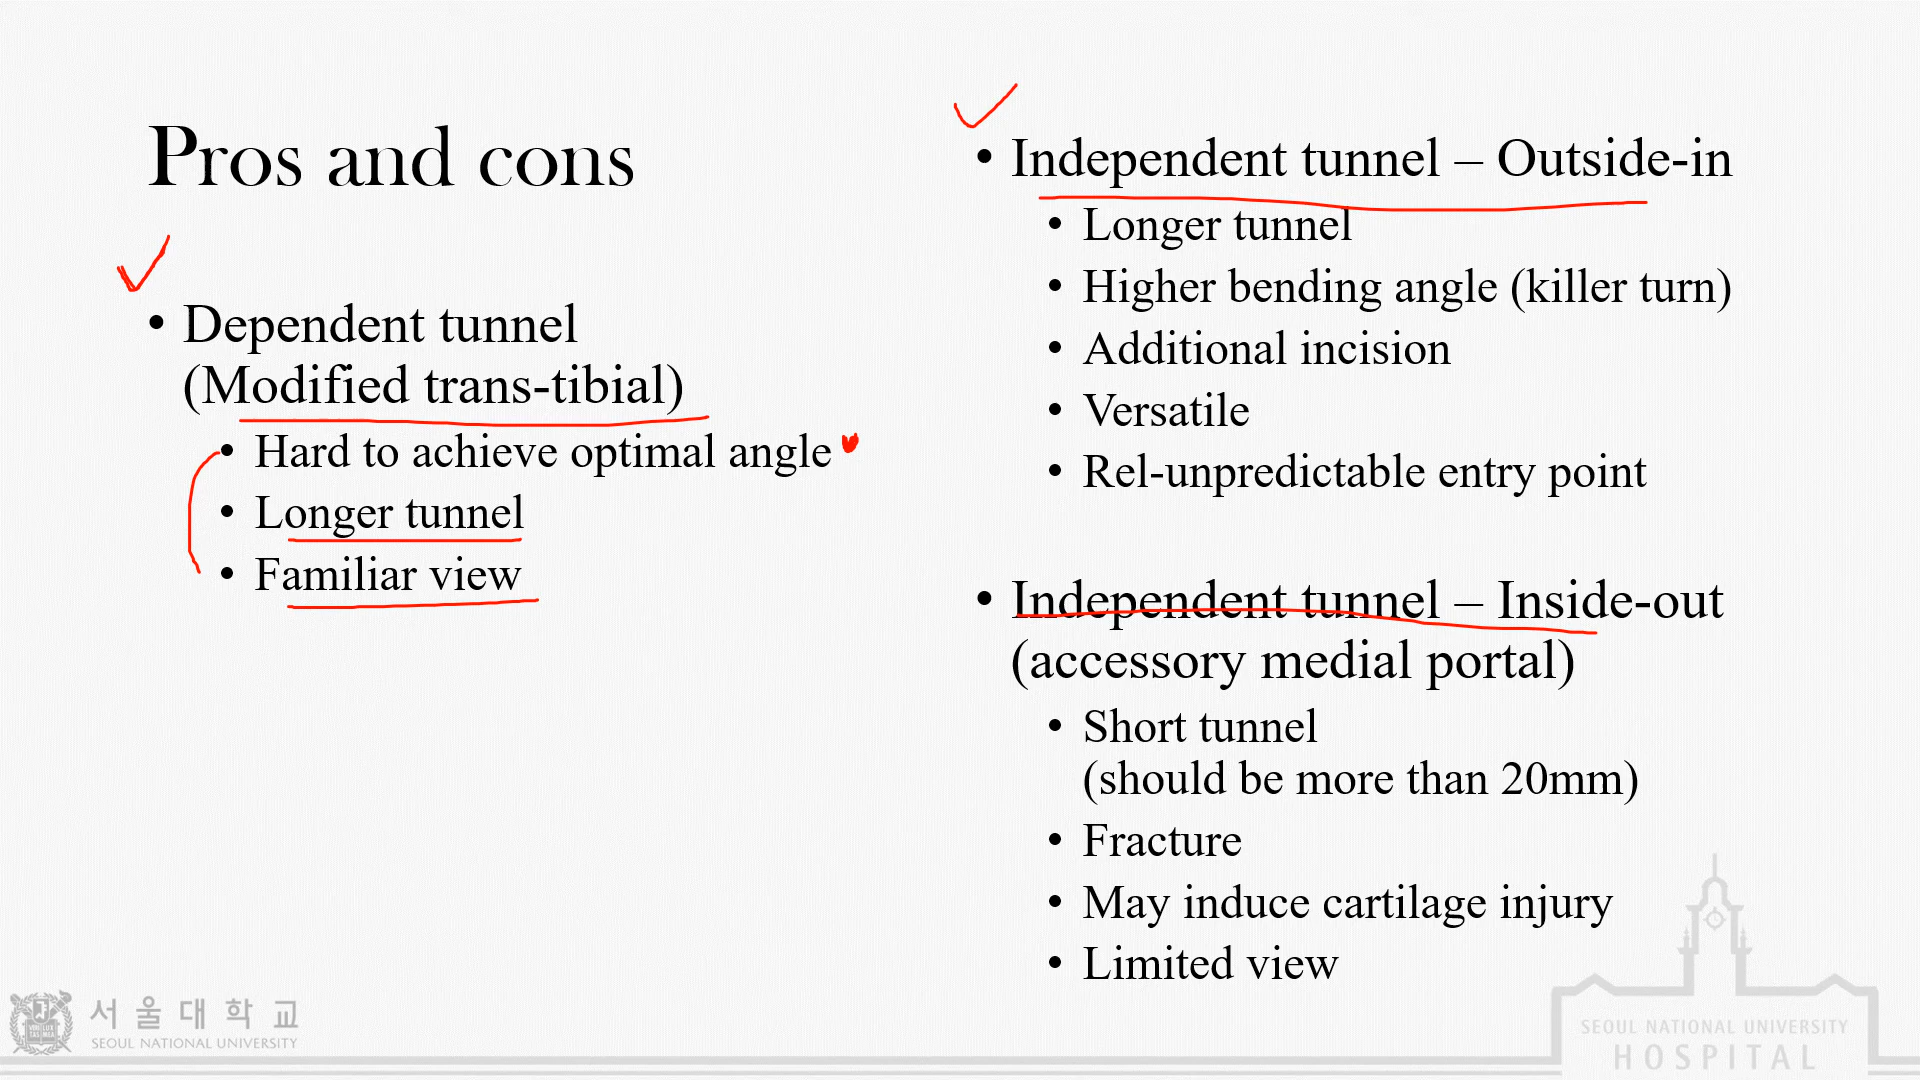 Pros and cons
• Dependent tunnel
(Modified trans-tibial)
• Hard to achieve optimal angle
• Longer tunnel
• Familiar view
• Independent tunnel – Outside-in
• Longer tunnel
• Higher bending angle (killer turn)
• Additional incision
• Versatile
• Rel-unpredictable entry point
• Independent tunnel – Inside-out
(accessory medial portal)
• Short tunnel
(should be more than 20mm)
• Fracture
• May induce cartilage injury
• Limited view
서울대학교
SEOUL NATIONAL UNIVERSITY
SEOUL NATIONAL UNIVERSITY
HOSPITAL